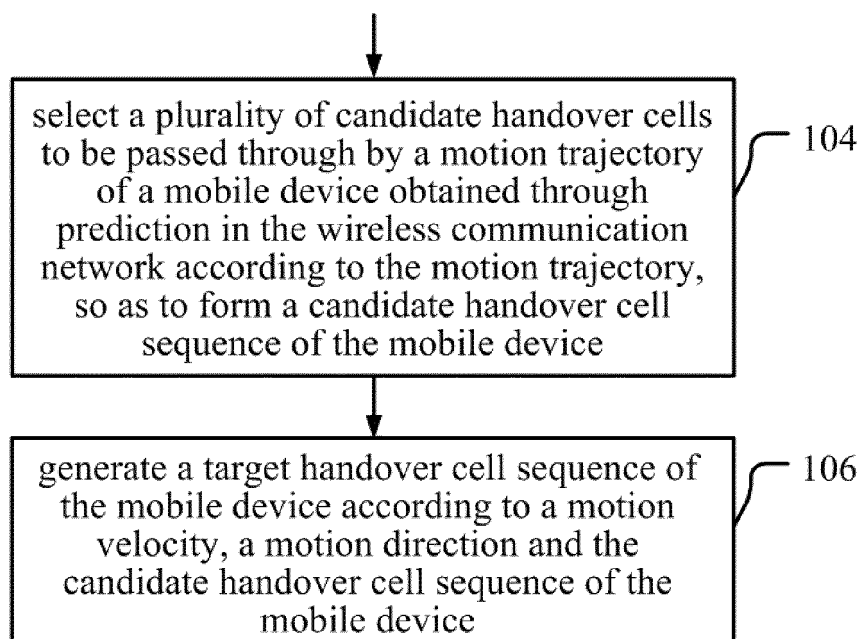 select a plurality of candidate handover cells
to be passed through by a motion trajectory
of a mobile device obtained through
prediction in the wireless communication
network according to the motion trajectory,
so as to form a candidate handover cell
sequence of the mobile device
104
generate a target handover cell sequence of
the mobile device according to a motion
velocity, a motion direction and the
candidate handover cell sequence of the
mobile device
106